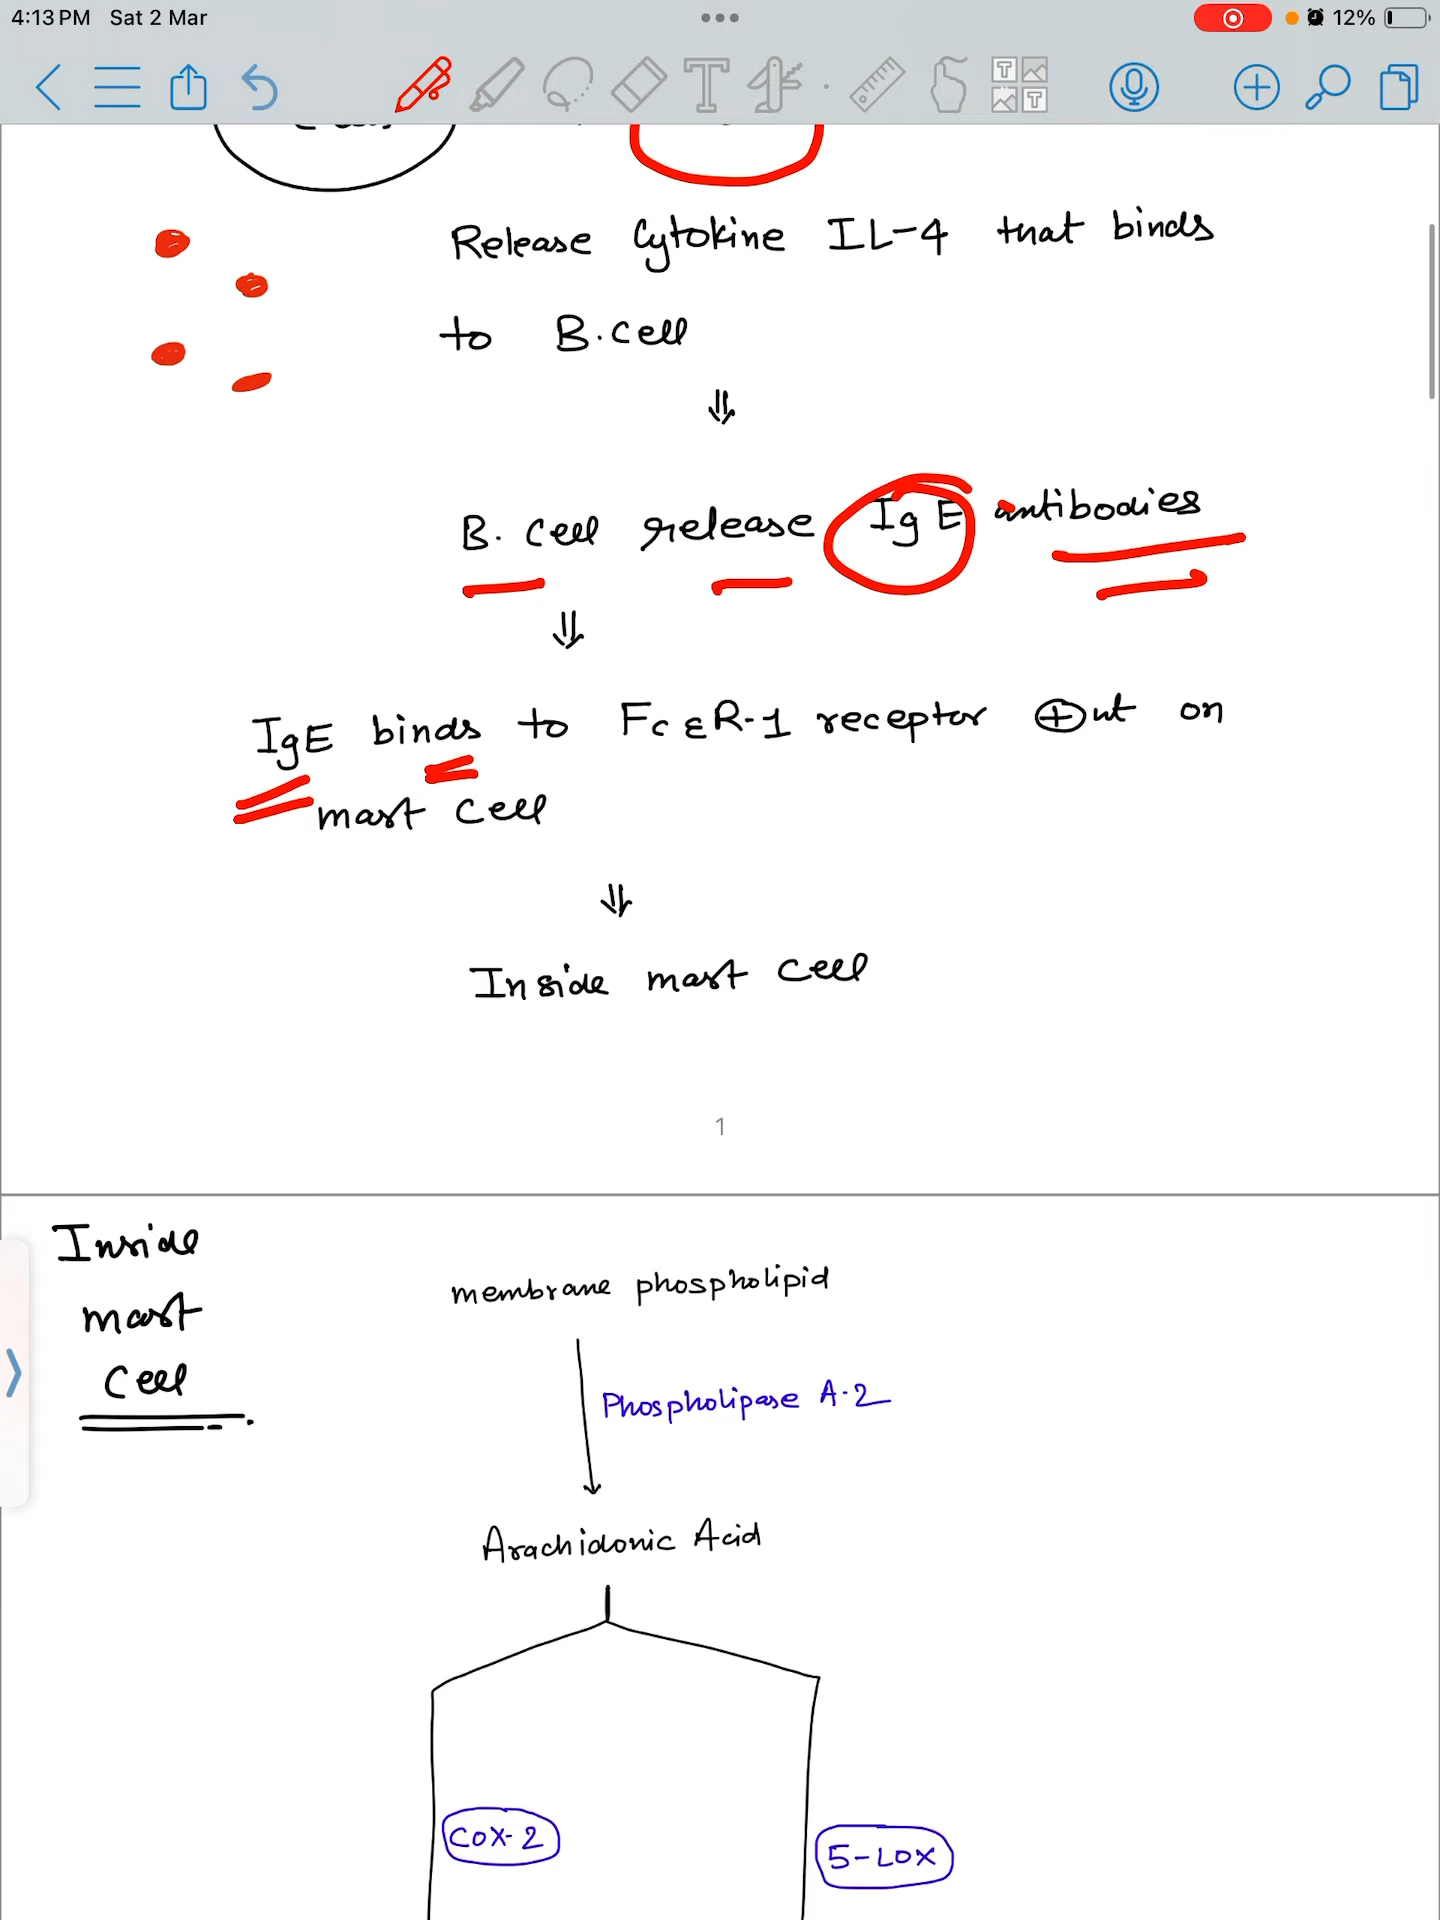 4:13 PM Sat 2 Mar
12%
Release Cytokine IL-4 that binds
to B.cell
⇓
B. cell release IgE antibodies
⇓
IgE binds to FcεR-1 receptor ⊕nt on
mast cell
⇓
Inside mast cell
1
Inside
mast
cell
membrane phospholipid
Phospholipase A-2
Arachidonic Acid
COX-2
5-LOX